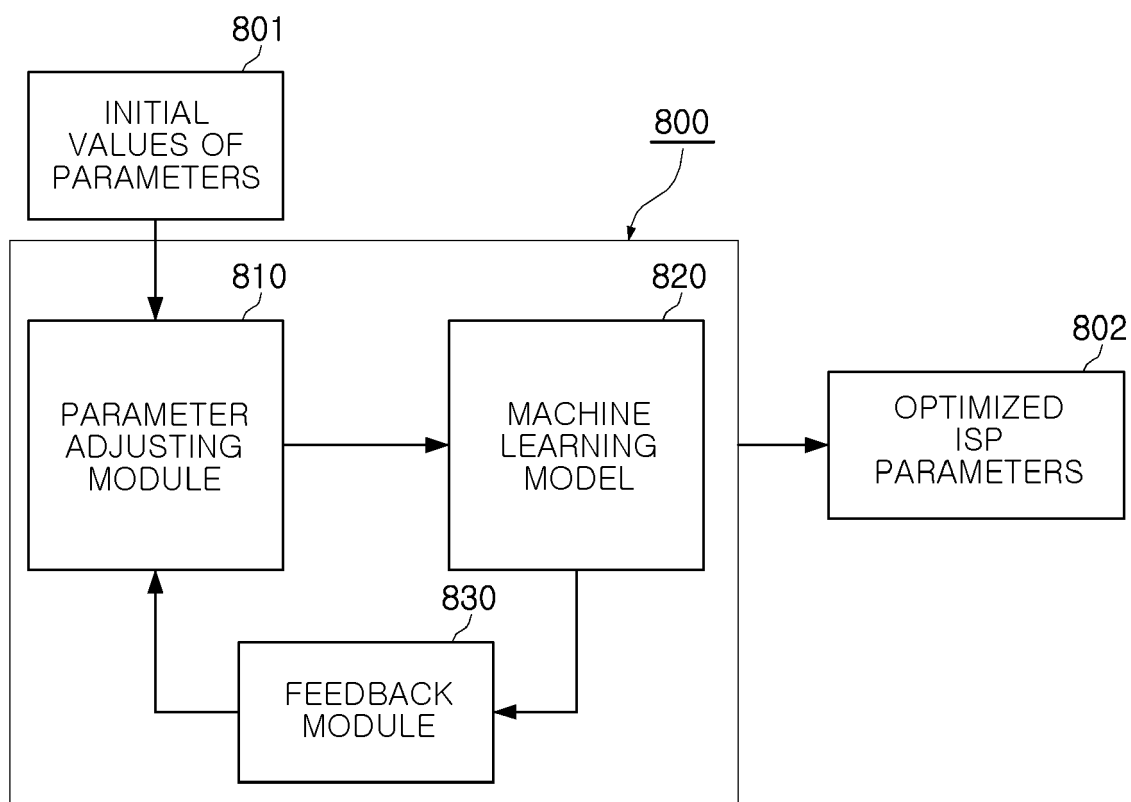 801
INITIAL
VALUES OF
PARAMETERS
800
810
PARAMETER
ADJUSTING
MODULE
820
MACHINE
LEARNING
MODEL
802
OPTIMIZED
ISP
PARAMETERS
830
FEEDBACK
MODULE